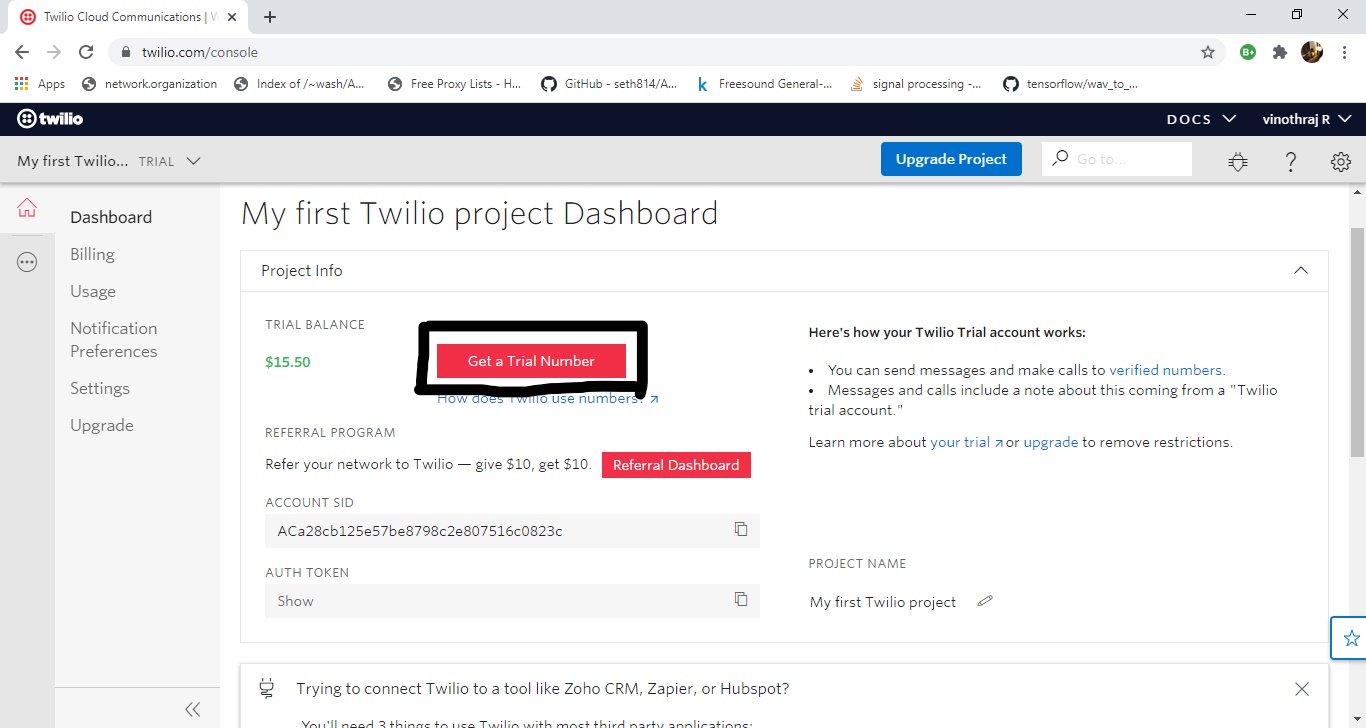 Twilio Cloud Communications | W
twilio.com/console
Apps network.organization Index of /~wash/A... Free Proxy Lists - H... GitHub - seth814/A... Freesound General-... signal processing -... tensorflow/wav_to_...
twilio DOCS vinothraj R
My first Twilio... TRIAL Upgrade Project Go to...
Dashboard
Billing
Usage
Notification
Preferences
Settings
Upgrade
My first Twilio project Dashboard
Project Info
TRIAL BALANCE
$15.50
Get a Trial Number
How does Twilio use numbers?
REFERRAL PROGRAM
Refer your network to Twilio — give $10, get $10. Referral Dashboard
ACCOUNT SID
ACa28cb125e57be8798c2e807516c0823c
AUTH TOKEN
Show
Here's how your Twilio Trial account works:
• You can send messages and make calls to verified numbers.
• Messages and calls include a note about this coming from a "Twilio
trial account."
Learn more about your trial or upgrade to remove restrictions.
PROJECT NAME
My first Twilio project
Trying to connect Twilio to a tool like Zoho CRM, Zapier, or Hubspot?
You'll need 3 things to use Twilio with most third party applications: